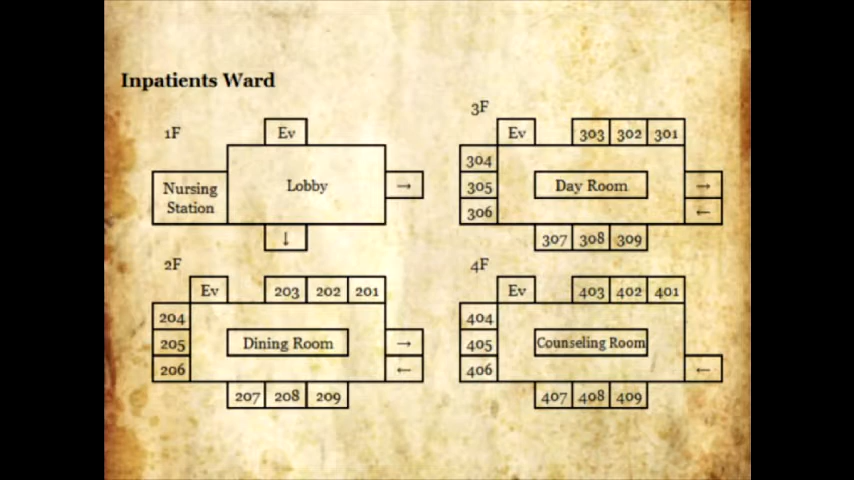 Inpatients Ward
1F
Ev
Nursing
Station
Lobby
→
↓
2F
Ev
203 202 201
204
205
206
Dining Room
→
←
207 208 209
3F
Ev
303 302 301
304
305
306
Day Room
→
←
307 308 309
4F
Ev
403 402 401
404
405
406
Counseling Room
←
407 408 409